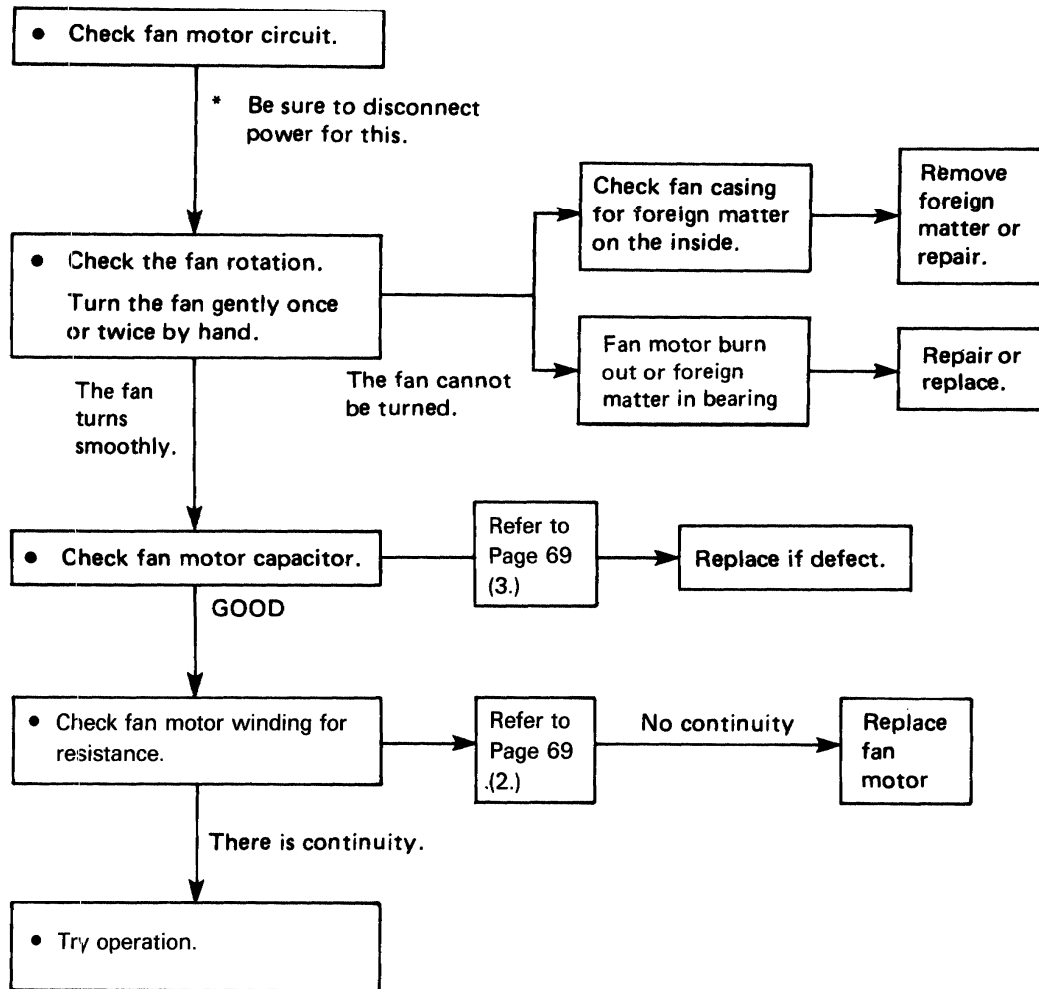 ● Check fan motor circuit.
* Be sure to disconnect
power for this.
● Check the fan rotation.
Turn the fan gently once
or twice by hand.
Check fan casing
for foreign matter
on the inside.
Remove
foreign
matter or
repair.
Fan motor burn
out or foreign
matter in bearing
Repair or
replace.
The fan cannot
be turned.
The fan
turns
smoothly.
● Check fan motor capacitor.
Refer to
Page 69
(3.)
Replace if defect.
GOOD
● Check fan motor winding for
resistance.
Refer to
Page 69
.(2.)
No continuity
Replace
fan
motor
There is continuity.
● Try operation.